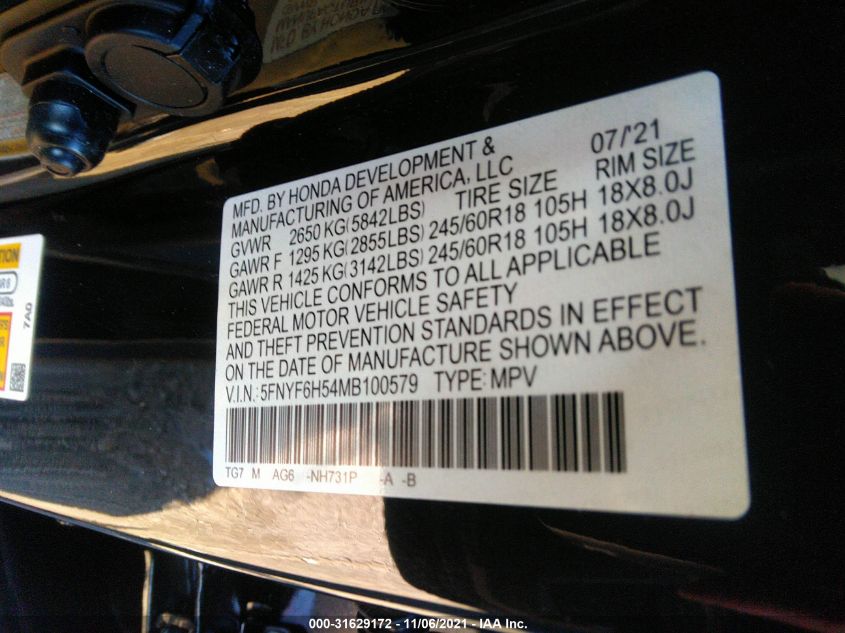 MFD. BY HONDA DEVELOPMENT &
MANUFACTURING OF AMERICA, LLC 07/'21
GVWR 2650 KG(5842LBS) TIRE SIZE RIM SIZE
GAWR F 1295 KG(2855LBS) 245/60R18 105H 18X8.0J
GAWR R 1425 KG(3142LBS) 245/60R18 105H 18X8.0J
THIS VEHICLE CONFORMS TO ALL APPLICABLE
FEDERAL MOTOR VEHICLE SAFETY
AND THEFT PREVENTION STANDARDS IN EFFECT
ON THE DATE OF MANUFACTURE SHOWN ABOVE.
V.I.N.: 5FNYF6H54MB100579 TYPE: MPV
TG7 M AG6 -NH731P -A -B
7A0
000-31629172 - 11/06/2021 - IAA Inc.